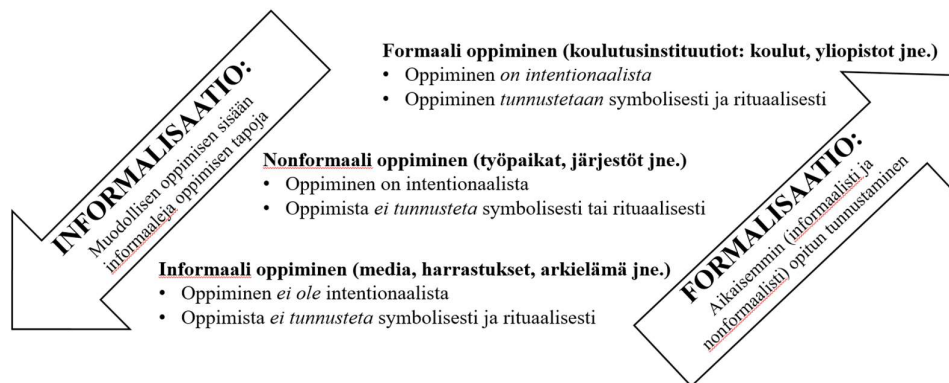 INFORMALISAATIO:
Muodollisen oppimisen sisään
informaaleja oppimisen tapoja
Formaali oppiminen (koulutusinstituutiot: koulut, yliopistot jne.)
• Oppiminen on intentionaalista
• Oppiminen tunnustetaan symbolisesti ja rituaalisesti
Nonformaali oppiminen (työpaikat, järjestöt jne.)
• Oppiminen on intentionaalista
• Oppimista ei tunnusteta symbolisesti tai rituaalisesti
Informaali oppiminen (media, harrastukset, arkielämä jne.)
• Oppiminen ei ole intentionaalista
• Oppimista ei tunnusteta symbolisesti ja rituaalisesti
FORMALISAATIO:
Aikaisemmin (informaalisti ja
nonformaalisti) opitun tunnustaminen